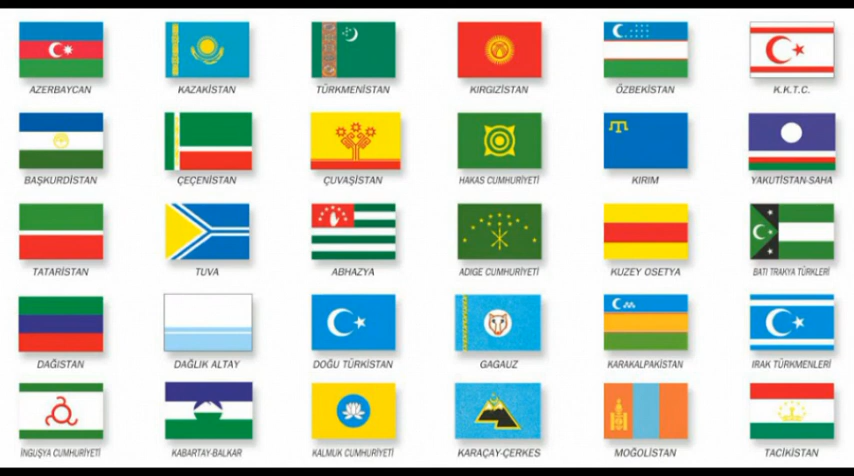 AZERBAYCAN
KAZAKİSTAN
TÜRKMENİSTAN
KIRGIZİSTAN
ÖZBEKİSTAN
K.K.T.C.
BAŞKURDİSTAN
ÇEÇENİSTAN
ÇUVAŞİSTAN
HAKAS CUMHURİYETİ
KIRIM
YAKUTİSTAN-SAHA
TATARİSTAN
TUVA
ABHAZYA
ADIGE CUMHURİYETİ
KUZEY OSETYA
BATI TRAKYA TÜRKLERİ
DAĞISTAN
DAĞLIK ALTAY
DOĞU TÜRKİSTAN
GAGAUZ
KARAKALPAKİSTAN
IRAK TÜRKMENLERİ
İNGUŞYA CUMHURİYETİ
KABARTAY-BALKAR
KALMUK CUMHURİYETİ
KARAÇAY-ÇERKES
MOĞOLİSTAN
TACİKİSTAN